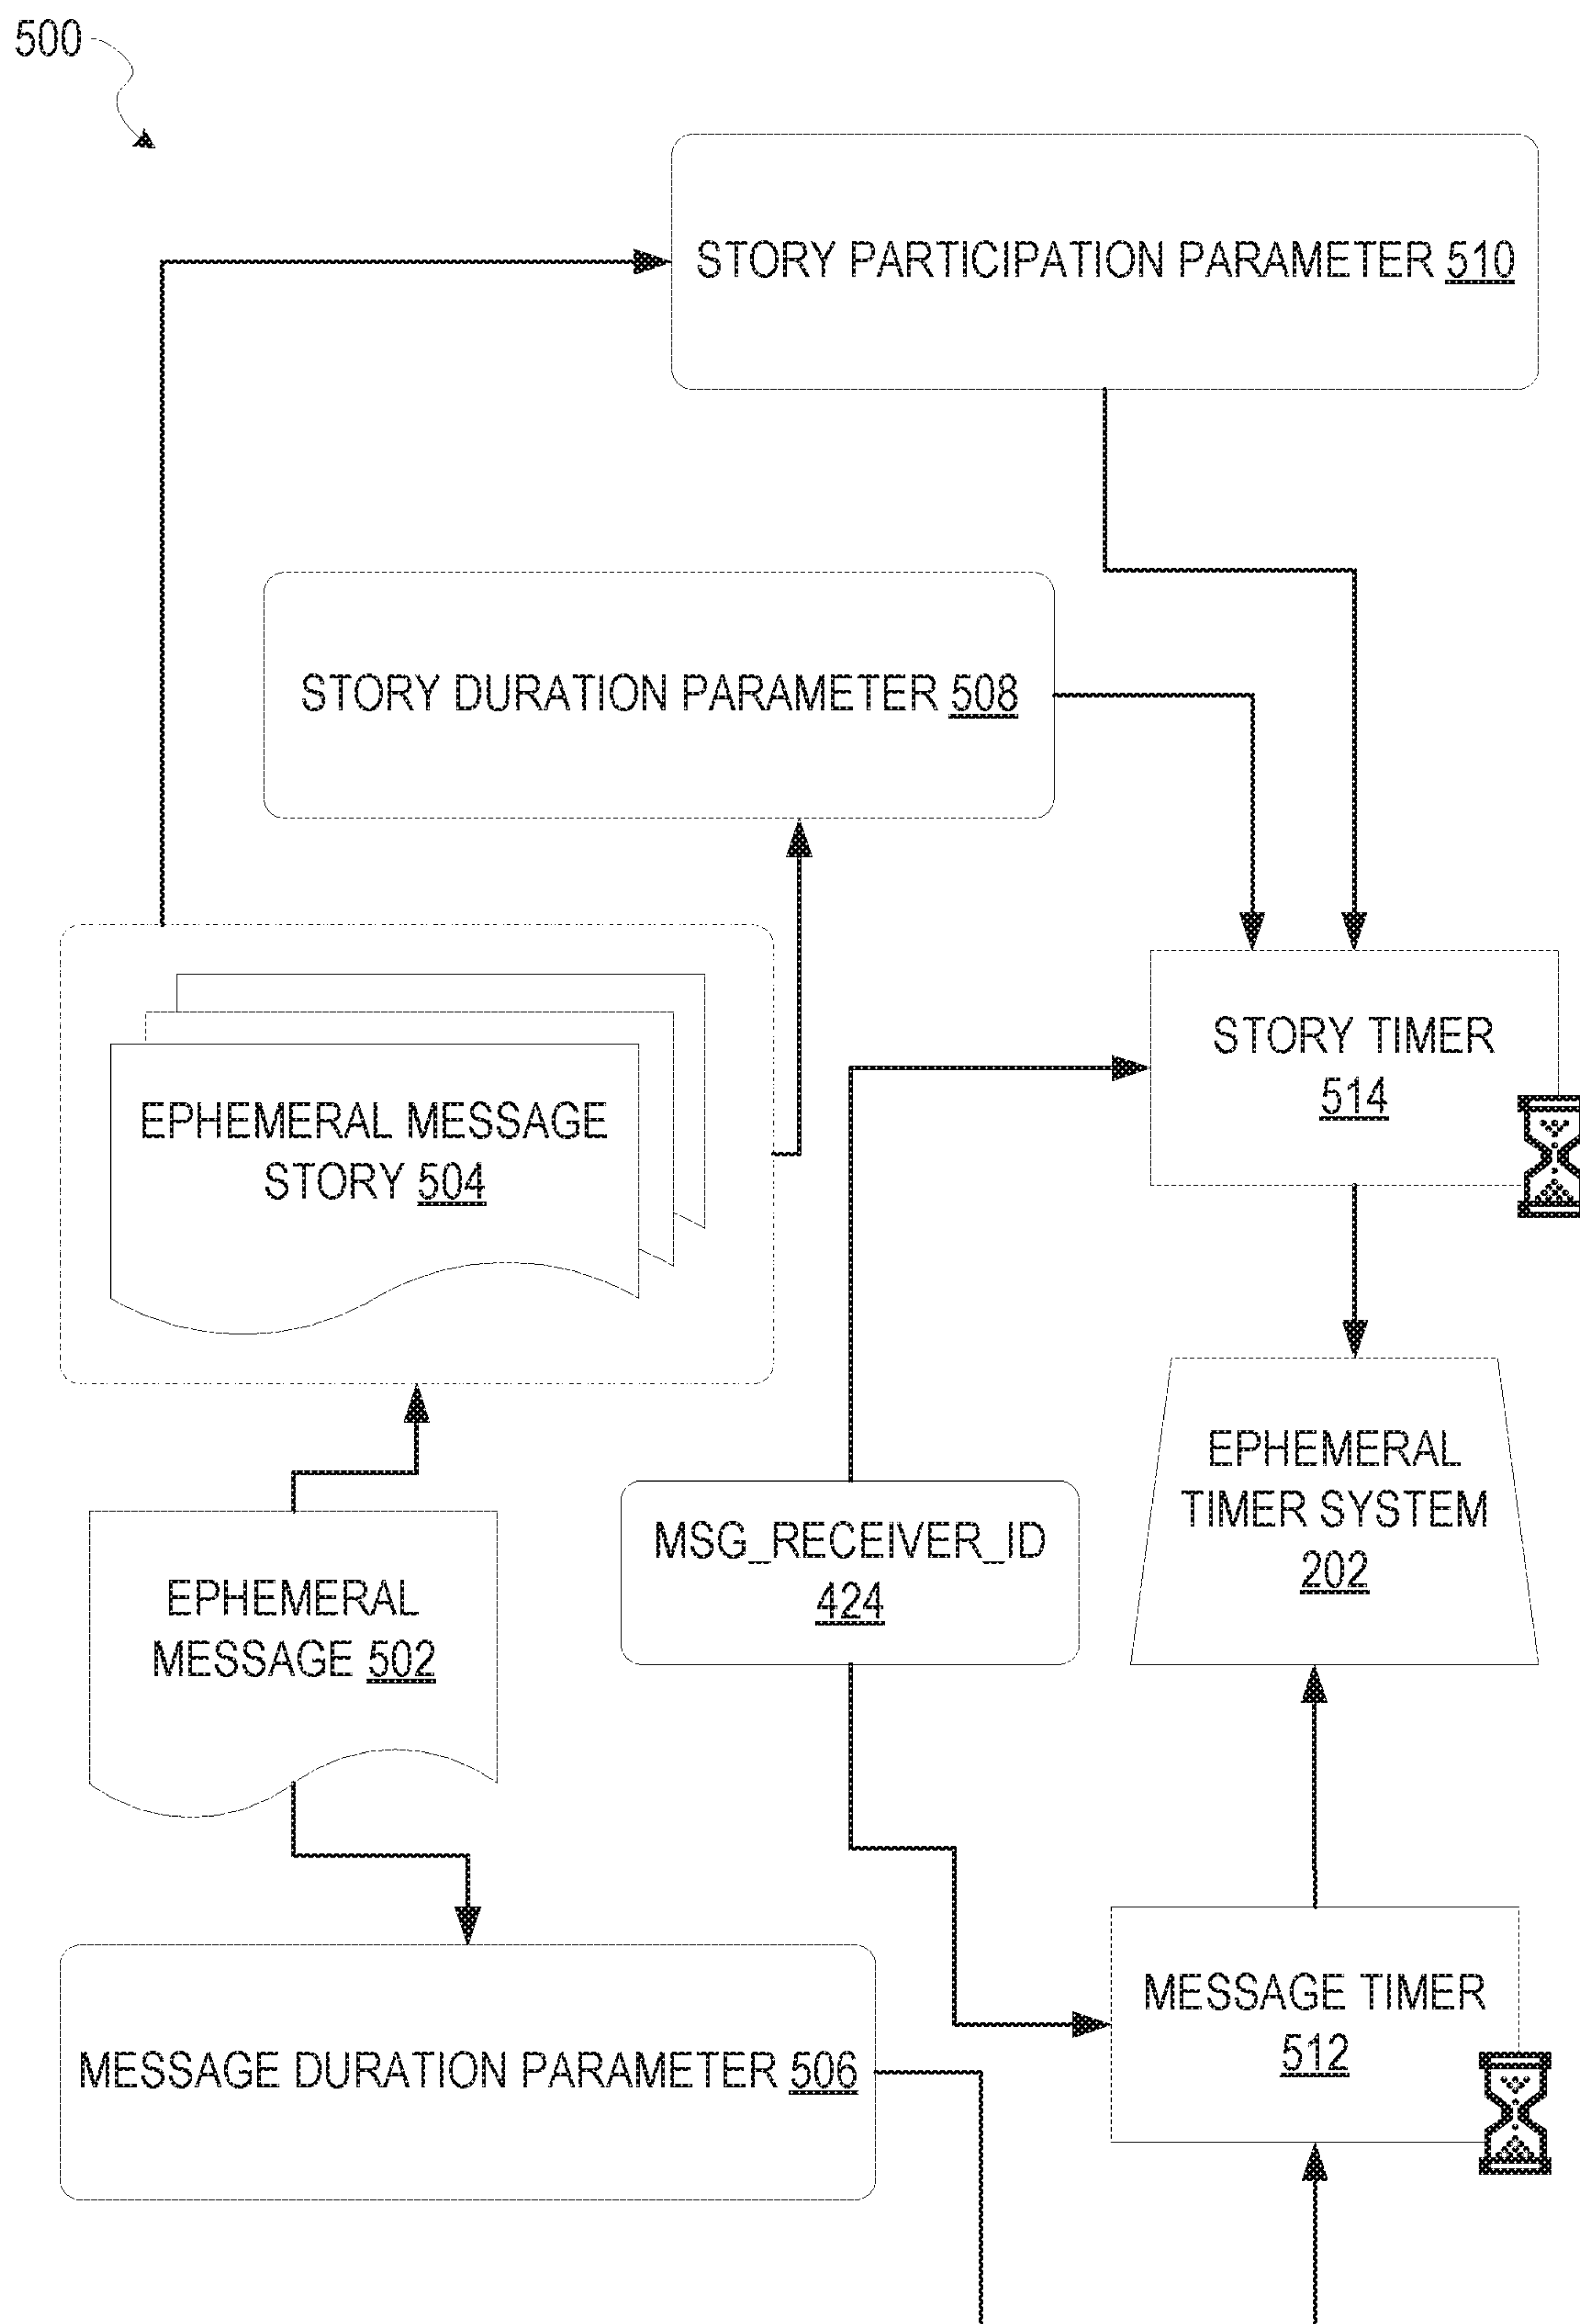 500
STORY PARTICIPATION PARAMETER 510
STORY DURATION PARAMETER 508
STORY TIMER
514
EPHEMERAL MESSAGE
STORY 504
EPHEMERAL
TIMER SYSTEM
202
MSG_RECEIVER_ID
424
EPHEMERAL
MESSAGE 502
MESSAGE TIMER
512
MESSAGE DURATION PARAMETER 506